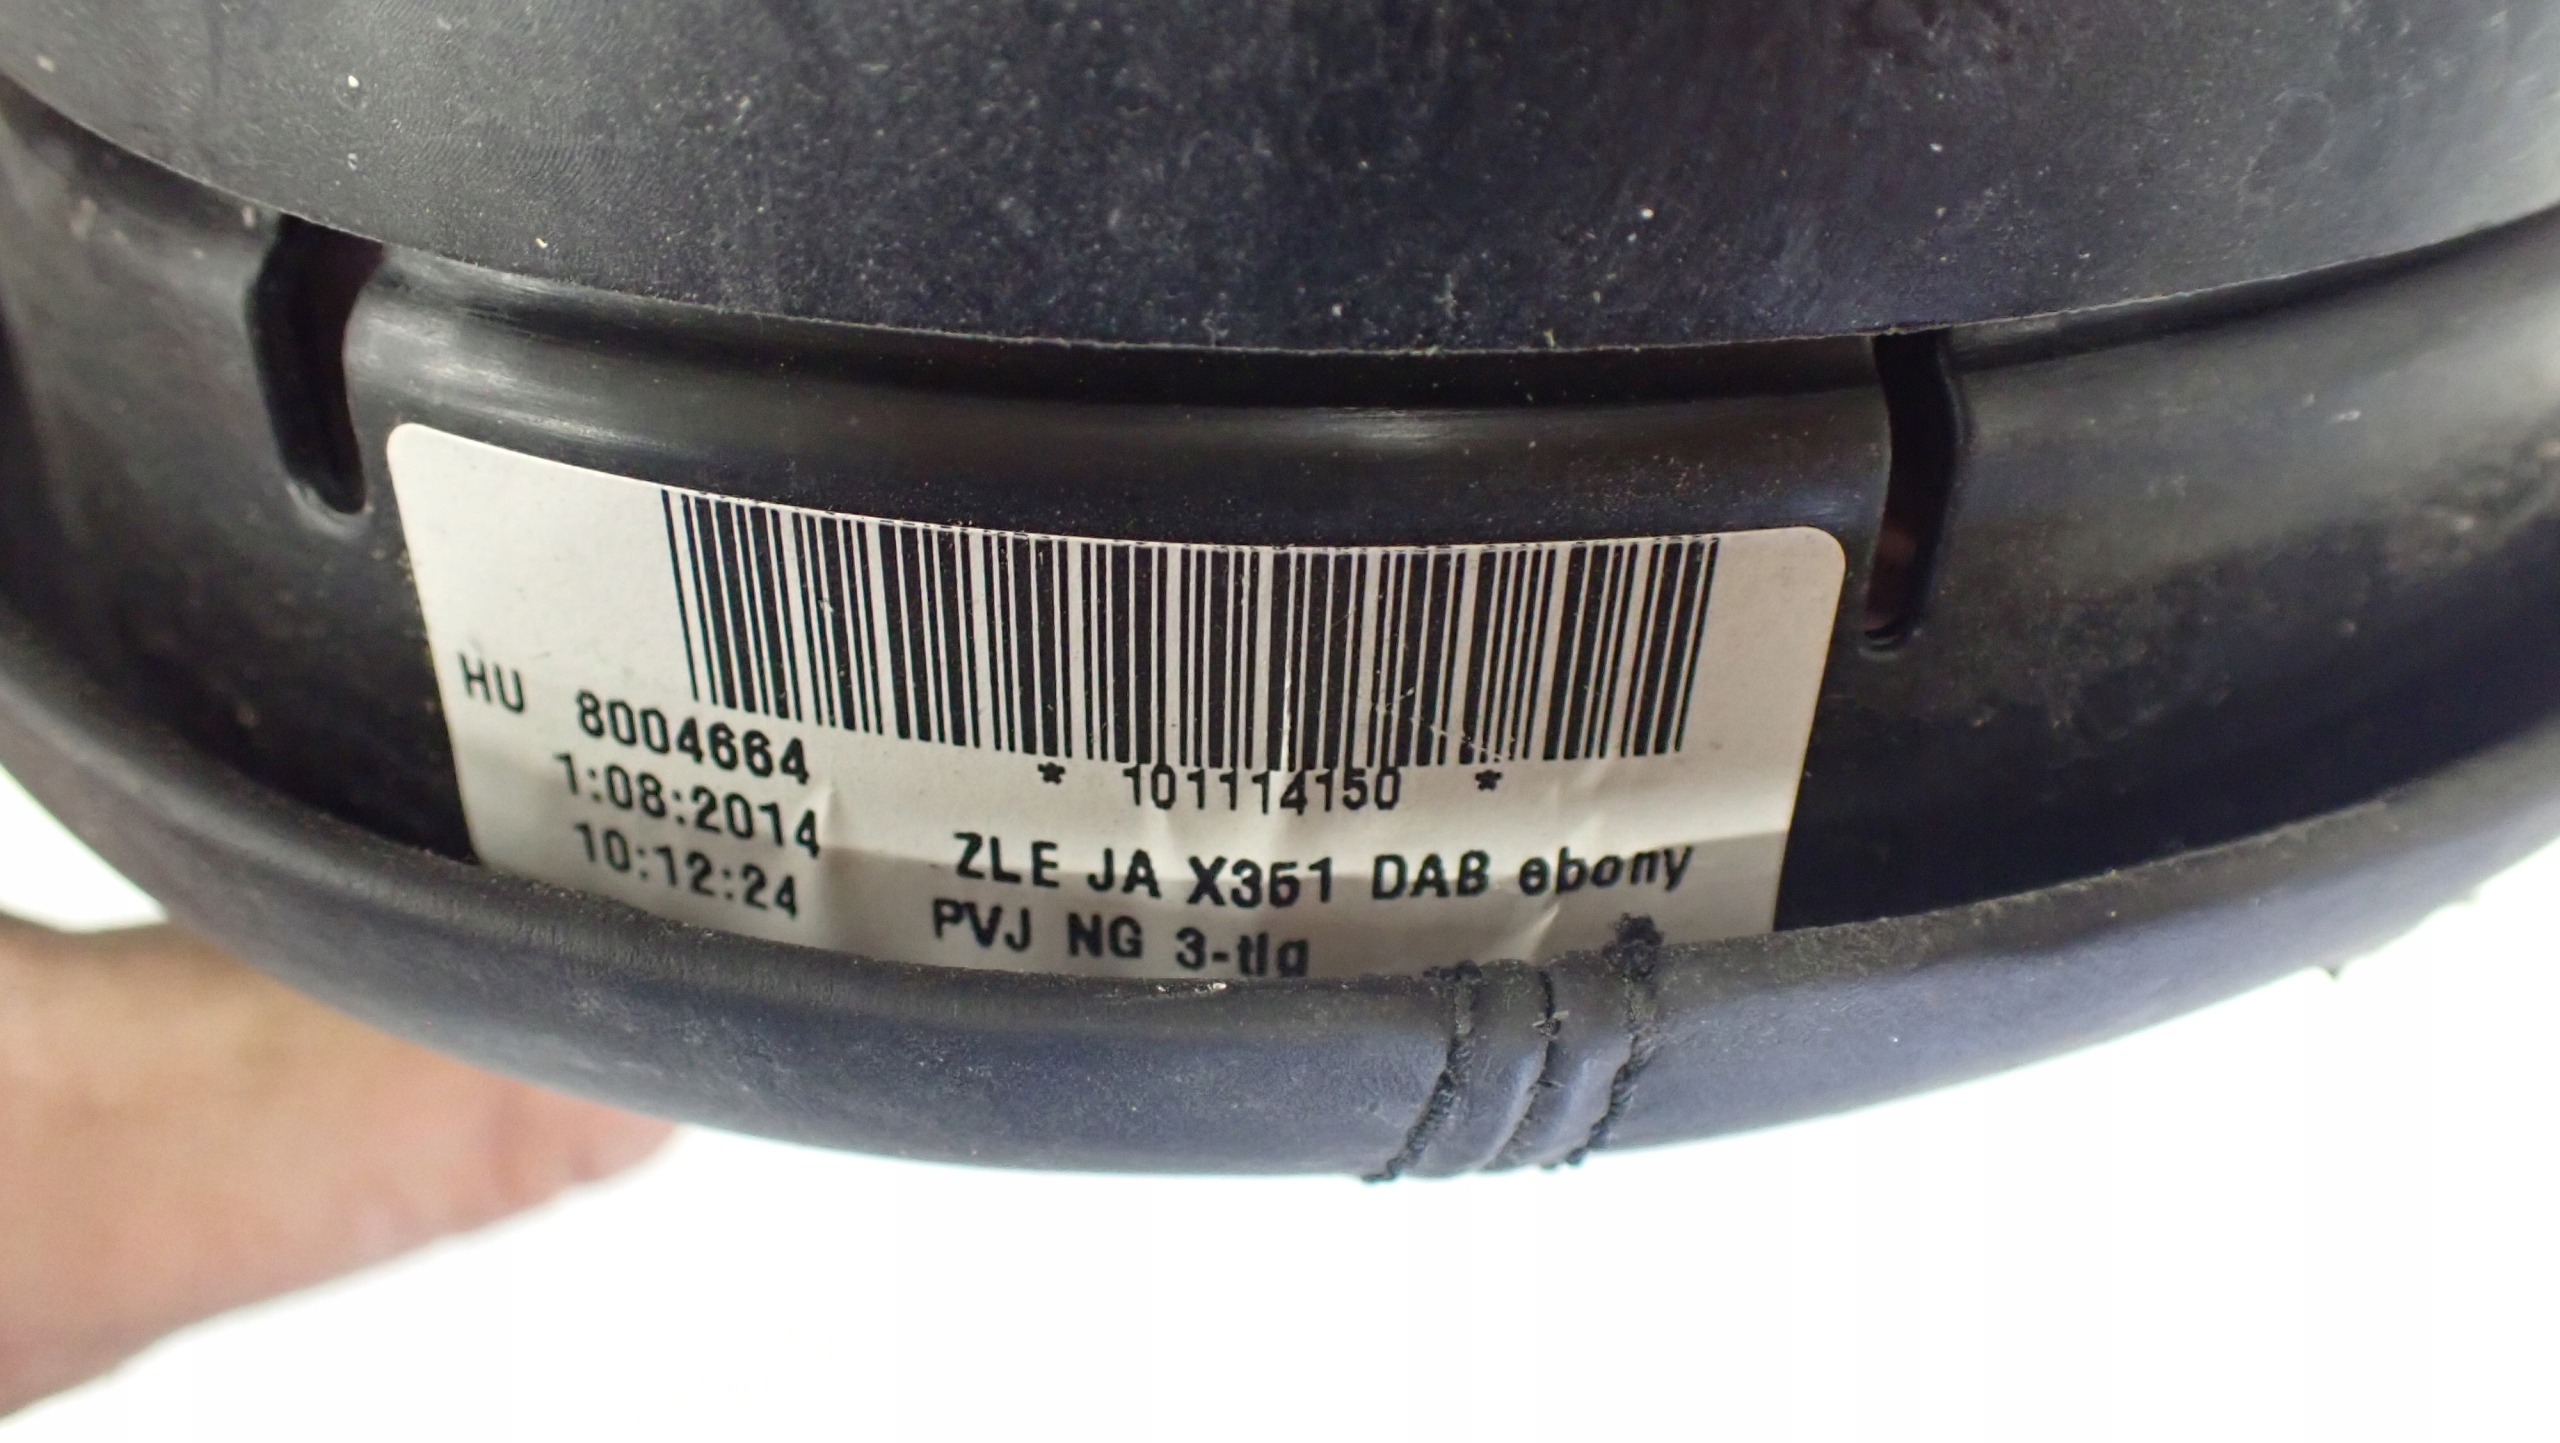 HU 8004664
* 101114150 *
1:08:2014
10:12:24
ZLE JA X351 DAB ebony
PVJ NG 3-tlg